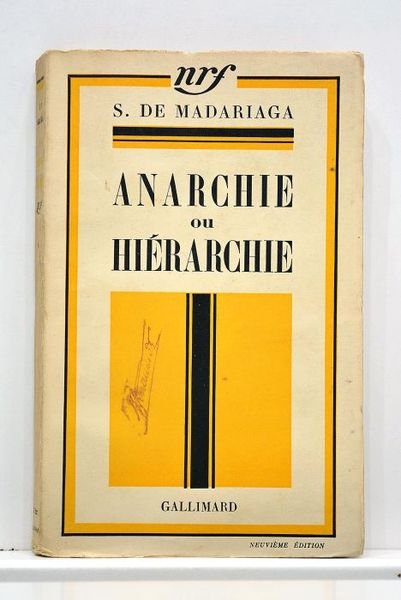 nrf
S. DE MADARIAGA
ANARCHIE
ou
HIÉRARCHIE
GALLIMARD
NEUVIÈME ÉDITION